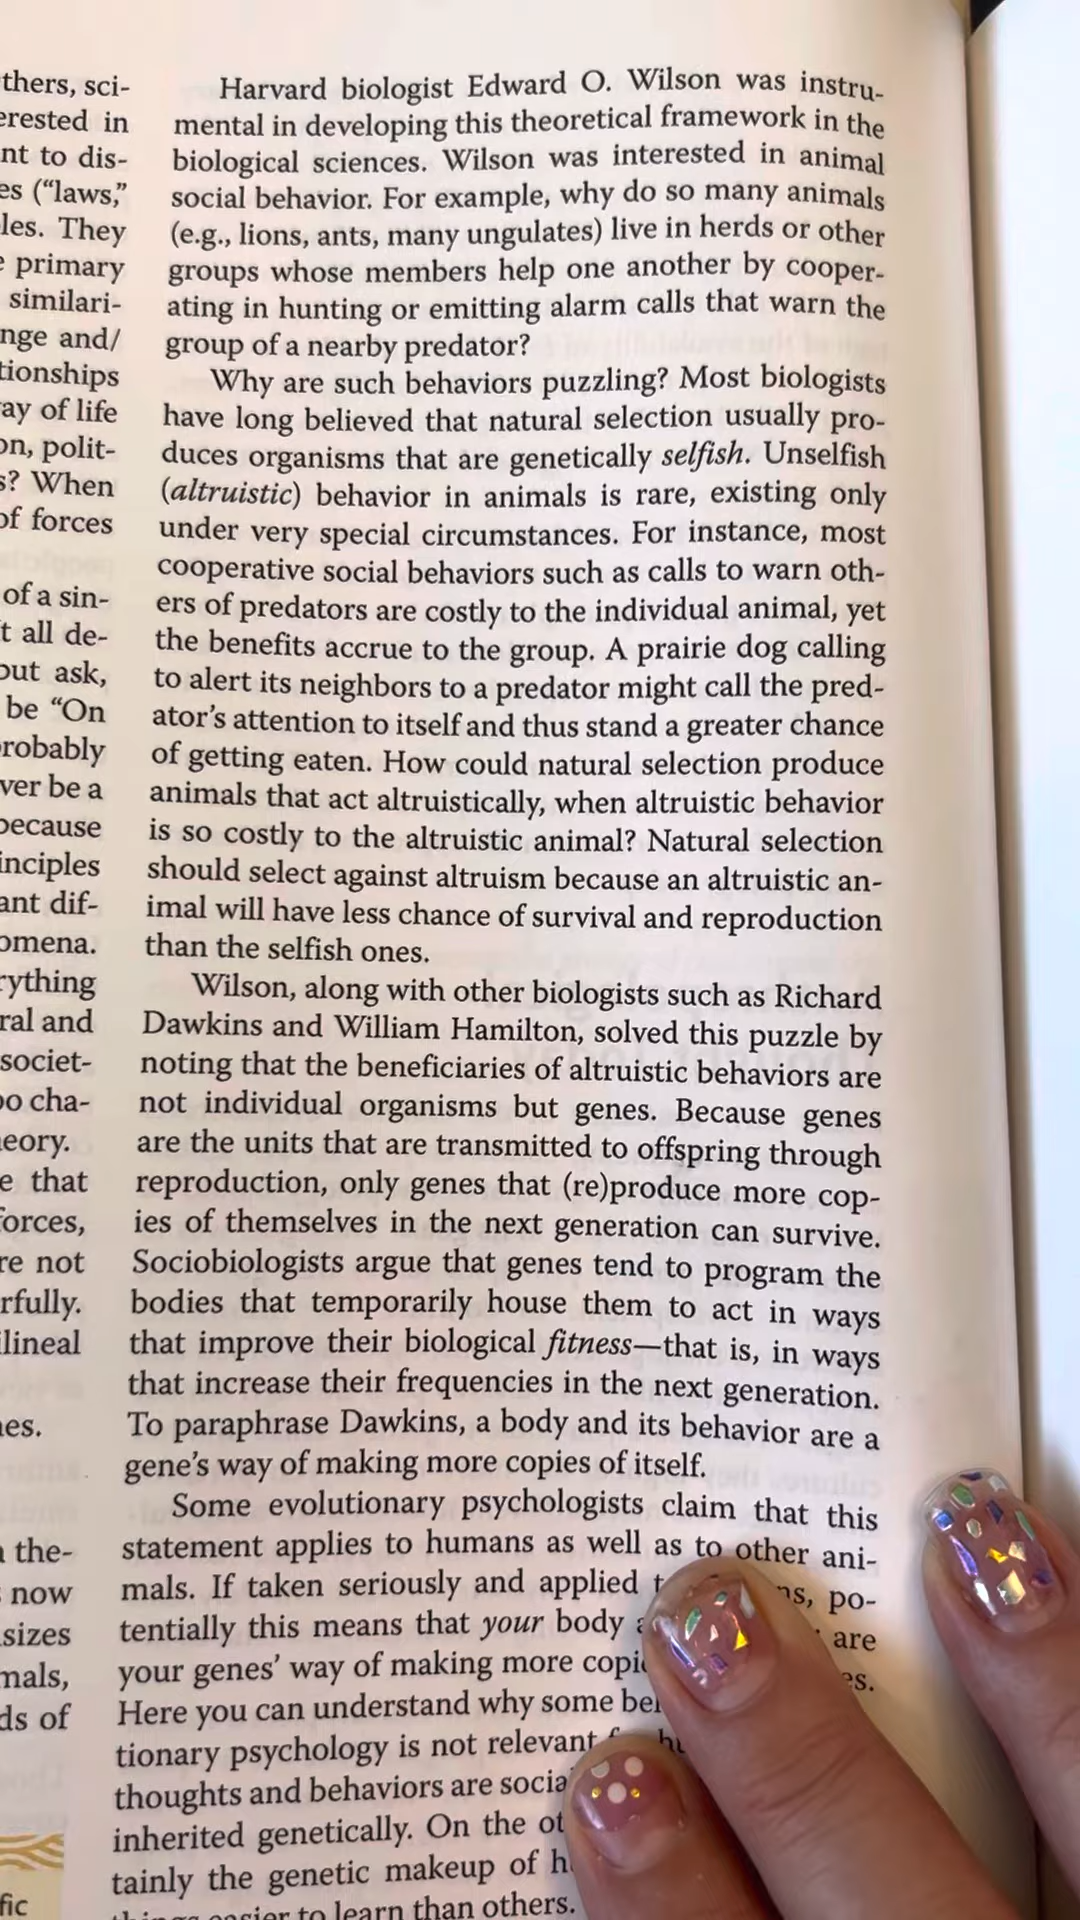 thers, sci-
erested in
nt to dis-
es (“laws,”
les. They
e primary
similari-
nge and/
tionships
ay of life
on, polit-
s? When
of forces
of a sin-
t all de-
out ask,
be “On
robably
ver be a
because
inciples
ant dif-
omena.
rything
ral and
societ-
oo cha-
eory.
e that
forces,
re not
rfully.
lineal
nes.
n the-
now
sizes
mals,
ds of
fic
Harvard biologist Edward O. Wilson was instru-
mental in developing this theoretical framework in the
biological sciences. Wilson was interested in animal
social behavior. For example, why do so many animals
(e.g., lions, ants, many ungulates) live in herds or other
groups whose members help one another by cooper-
ating in hunting or emitting alarm calls that warn the
group of a nearby predator?
Why are such behaviors puzzling? Most biologists
have long believed that natural selection usually pro-
duces organisms that are genetically selfish. Unselfish
(altruistic) behavior in animals is rare, existing only
under very special circumstances. For instance, most
cooperative social behaviors such as calls to warn oth-
ers of predators are costly to the individual animal, yet
the benefits accrue to the group. A prairie dog calling
to alert its neighbors to a predator might call the pred-
ator’s attention to itself and thus stand a greater chance
of getting eaten. How could natural selection produce
animals that act altruistically, when altruistic behavior
is so costly to the altruistic animal? Natural selection
should select against altruism because an altruistic an-
imal will have less chance of survival and reproduction
than the selfish ones.
Wilson, along with other biologists such as Richard
Dawkins and William Hamilton, solved this puzzle by
noting that the beneficiaries of altruistic behaviors are
not individual organisms but genes. Because genes
are the units that are transmitted to offspring through
reproduction, only genes that (re)produce more cop-
ies of themselves in the next generation can survive.
Sociobiologists argue that genes tend to program the
bodies that temporarily house them to act in ways
that improve their biological fitness—that is, in ways
that increase their frequencies in the next generation.
To paraphrase Dawkins, a body and its behavior are a
gene’s way of making more copies of itself.
Some evolutionary psychologists claim that this
statement applies to humans as well as to other ani-
mals. If taken seriously and applied ns, po-
tentially this means that your body are
your genes’ way of making more copi es.
Here you can understand why some be
tionary psychology is not relevant
thoughts and behaviors are socia
inherited genetically. On the ot
tainly the genetic makeup of h
things easier to learn than others.